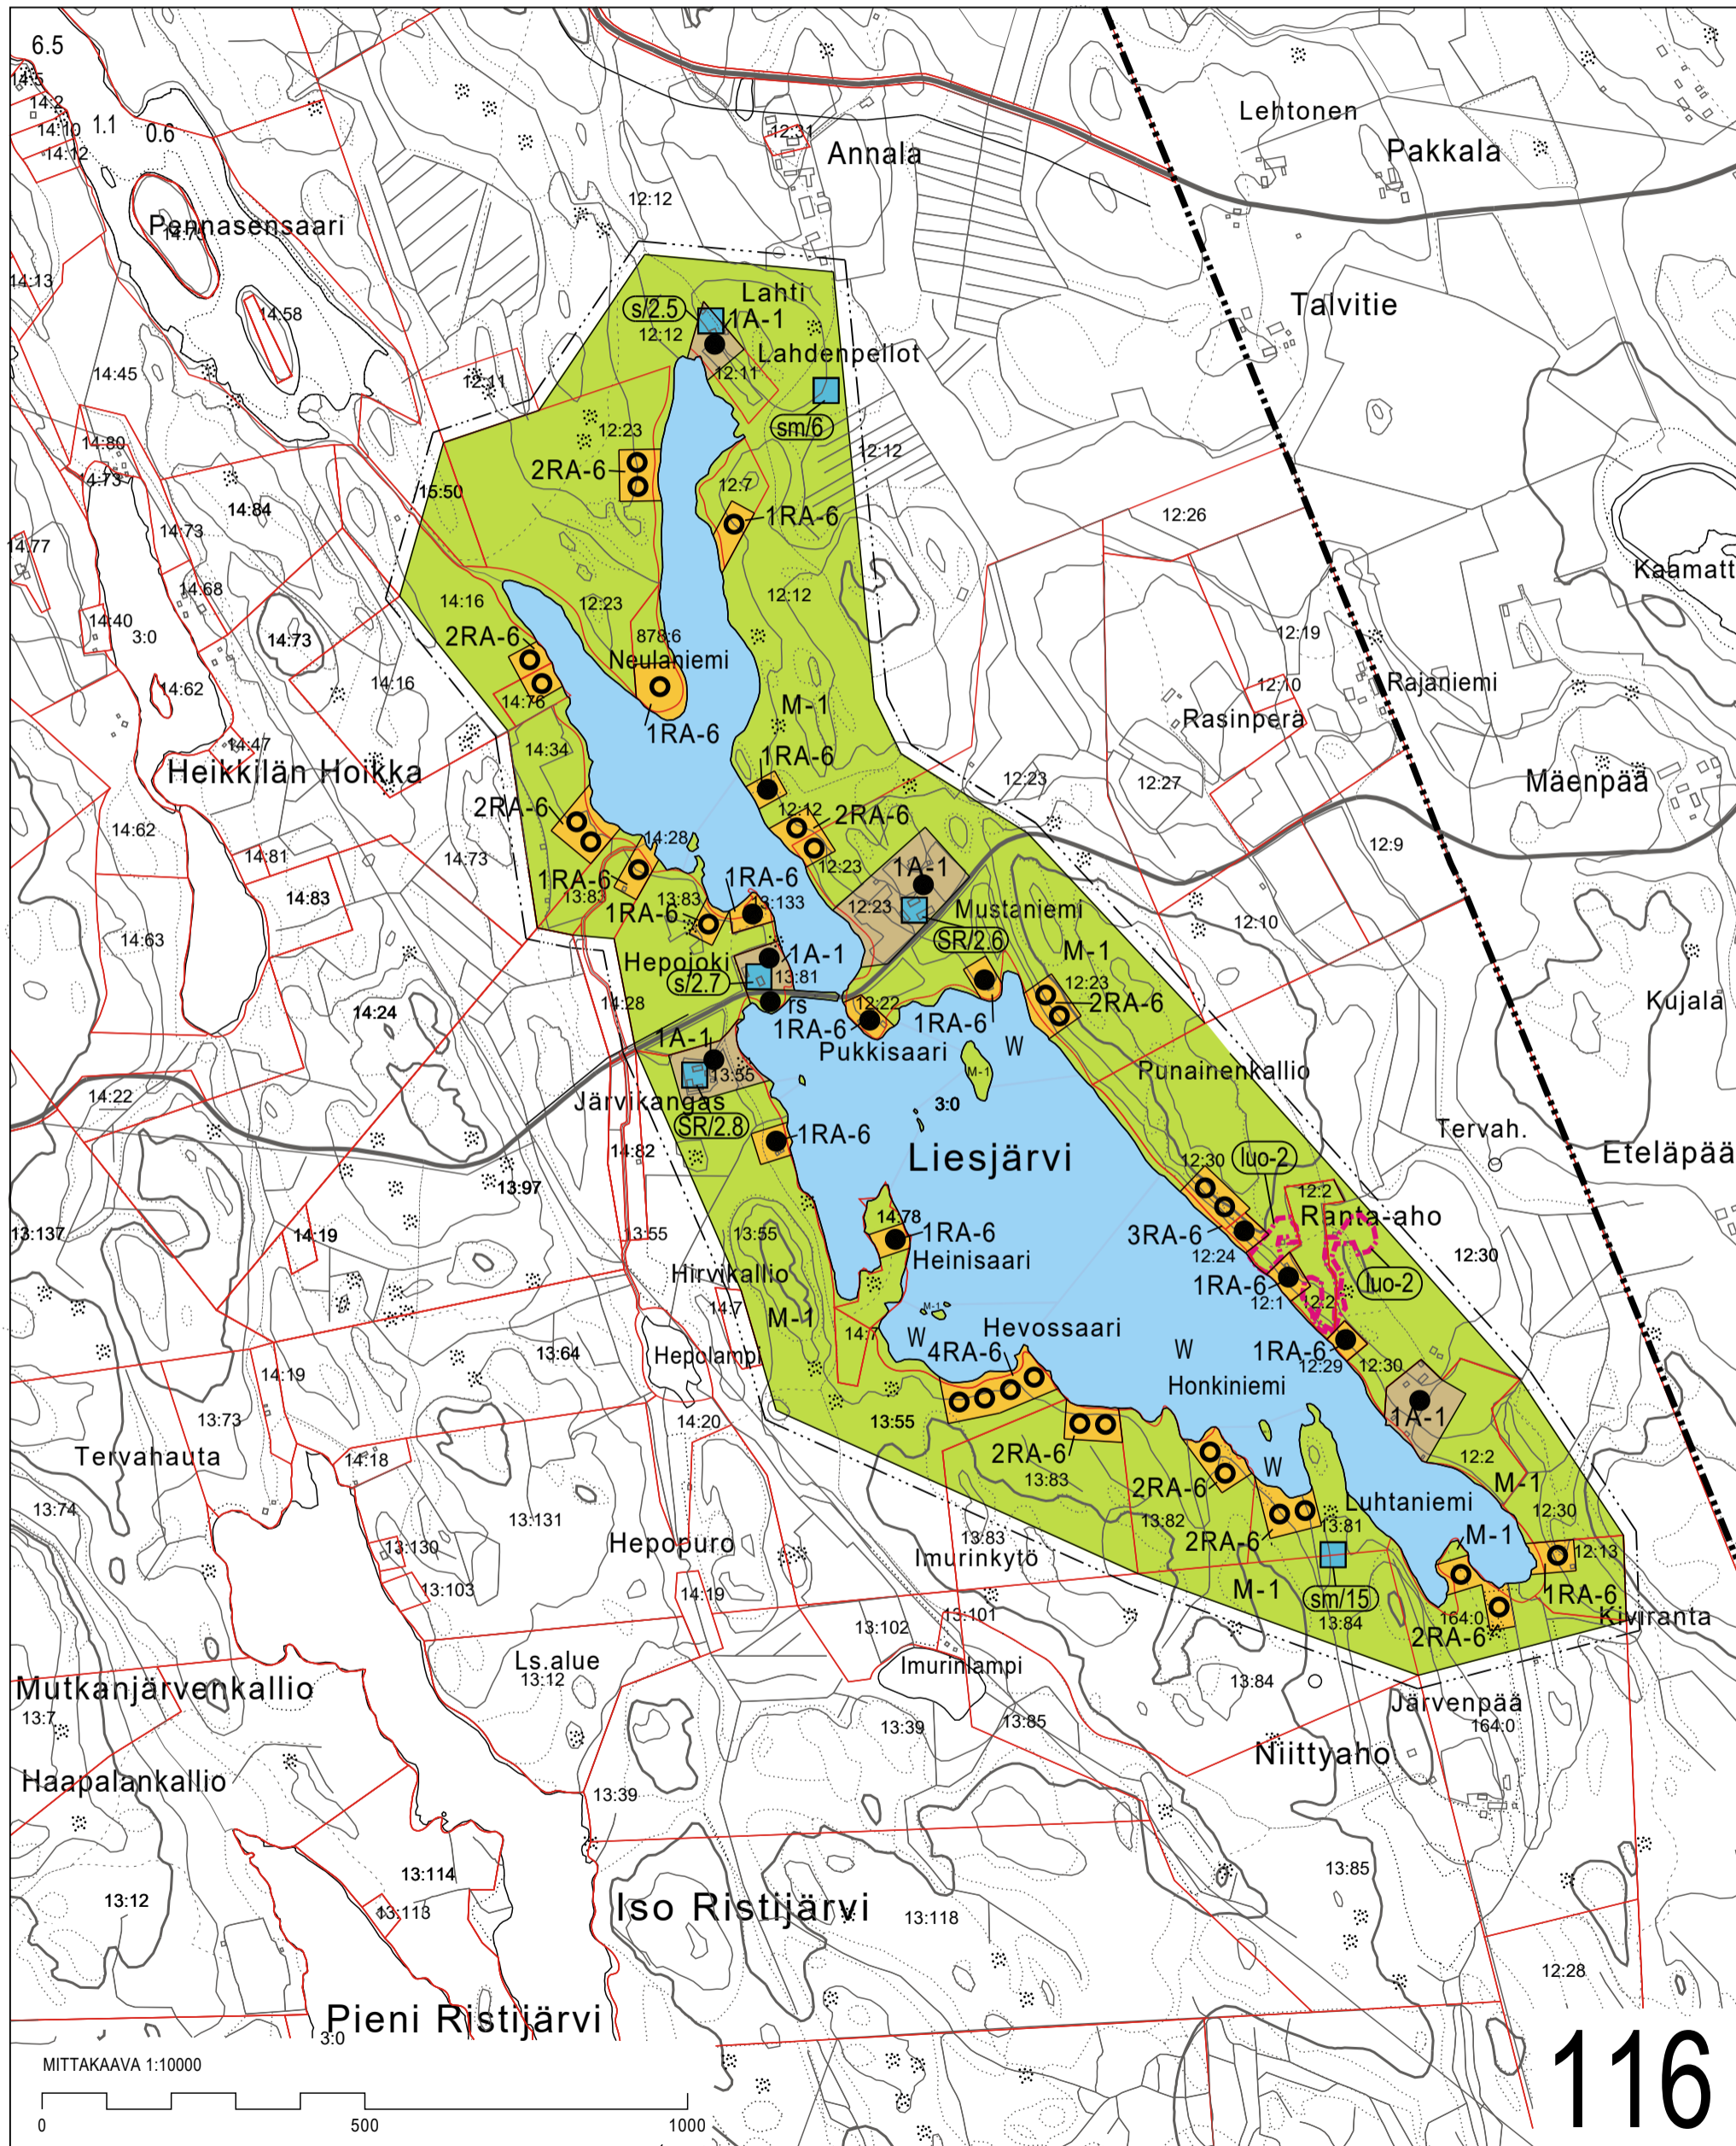 6.5
14:5
14:2
14:10
1.1
0.6
14:12
12:31
Annala
Lehtonen
Pakkala
12:12
Pennasensaari
14:75
14:13
14:58
Talvitie
Lahti
s/2.5
1A-1
12:12
Lahdenpellot
14:45
12:11
12:11
sm/6
12:23
14:80
12:12
14:73
2RA-6
12:7
15:50
14:84
1RA-6
12:26
14:73
14:77
Kaamatt
14:68
14:16
12:23
12:12
14:40
3:0
14:73
2RA-6
878:6
12:19
Neulaniemi
14:62
14:16
14:76
12:10
Rajaniemi
M-1
Rasinperä
1RA-6
14:47
14:34
1RA-6
Heikkilän Hoikka
12:23
12:27
Mäenpää
2RA-6
12:12
2RA-6
14:62
14:28
12:9
14:81
14:73
12:23
1A-1
1RA-6
1RA-6
14:83
13:83
13:83
13:133
12:23
Mustaniemi
1RA-6
12:10
14:63
SR/2.6
M-1
Hepojoki
1A-1
s/2.7
13:81
12:23
14:28
rs
12:22
2RA-6
Kujala
14:24
1RA-6
1RA-6
1A-1
Pukkisaari
W
13:55
M-1
Punainenkallio
14:22
Järvikangas
3:0
SR/2.8
Tervah.
1RA-6
Liesjärvi
12:30
luo-2
Eteläpää
14:82
13:97
12:2
14:78
Ranta-aho
13:137
14:19
13:55
13:55
1RA-6
3RA-6
12:24
12:30
Heinisaari
Hirvikallio
1RA-6
luo-2
14:7
M-1
12:1
12:2
M-1
14:7
W
Hevossaari
W
4RA-6
1RA-6
13:64
Hepolampi
12:29
12:30
14:19
Honkiniemi
13:73
14:20
13:55
1A-1
Tervahauta
14:18
2RA-6
12:2
W
13:83
M-1
2RA-6
13:74
Luhtaniemi
13:131
13:82
13:81
12:30
13:130
Hepopuro
13:83
Imurinkytö
2RA-6
M-1
12:13
13:103
14:19
M-1
sm/15
1RA-6
13:101
13:84
164:0
Kiviranta
13:102
2RA-6
Ls.alue
Imurinlampi
13:12
13:84
Mutkanjärvenkallio
Järvenpää
13:7
13:39
13:85
164:0
Niittyaho
Haapalankallio
13:39
13:114
13:85
13:12
13:113
Iso Ristijärvi
13:118
12:28
Pieni Ristijärvi
3:0
MITTAKAAVA 1:10000
0
500
1000
116